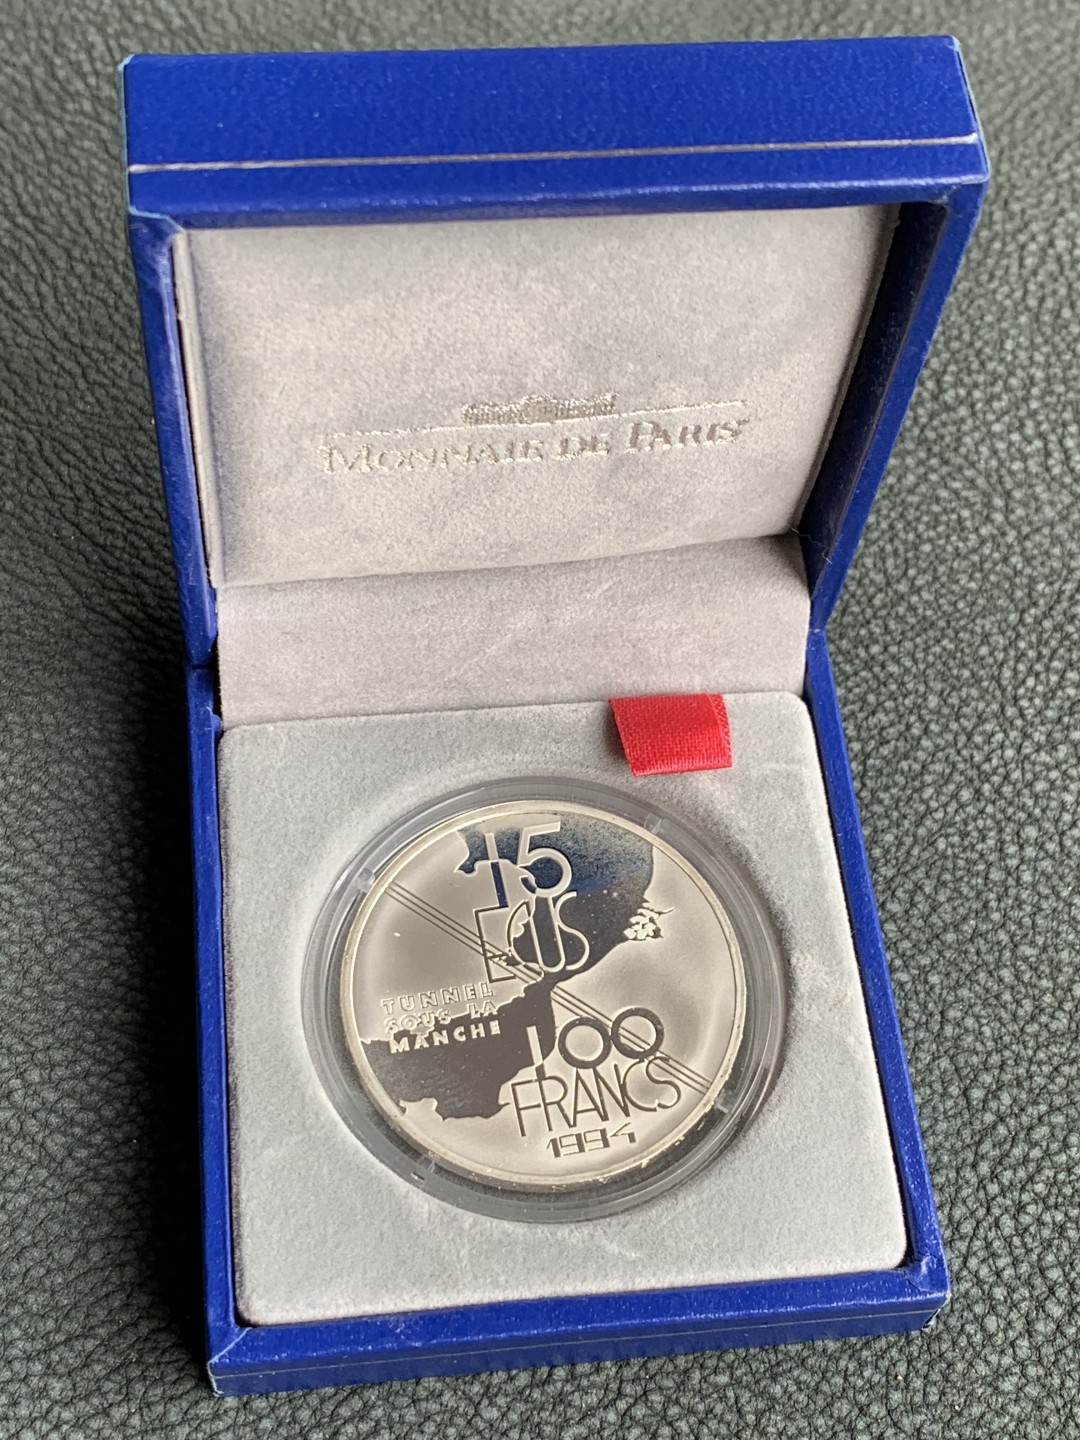 MONNAIE DE PARIS
15
ECUS
TUNNEL
SOUS LA
MANCHE
100
FRANCS
1994